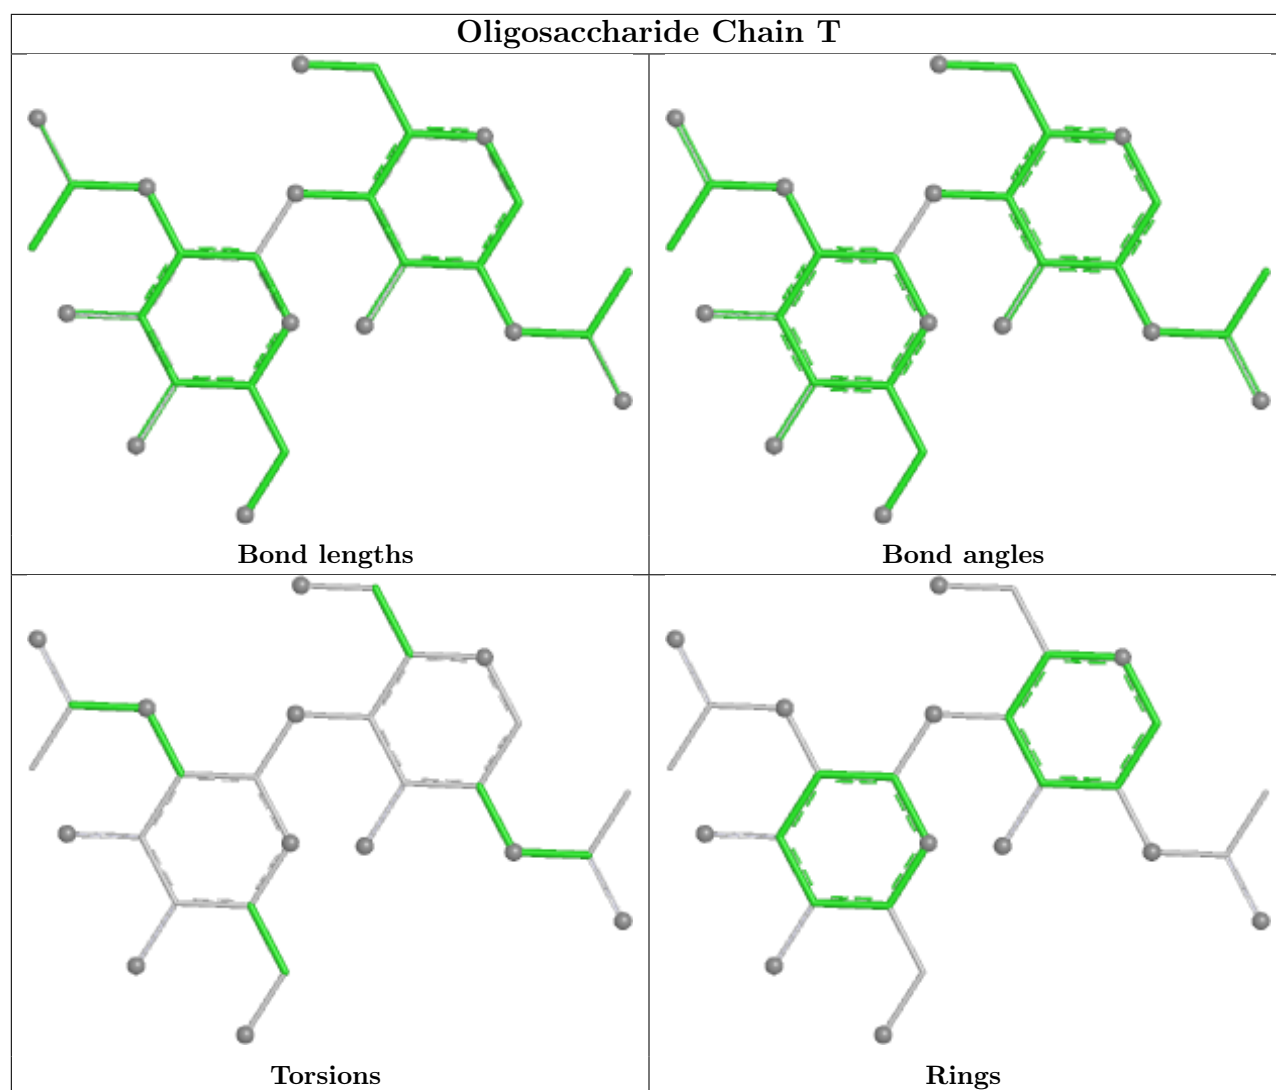 Oligosaccharide Chain T
Bond lengths
Bond angles
Torsions
Rings